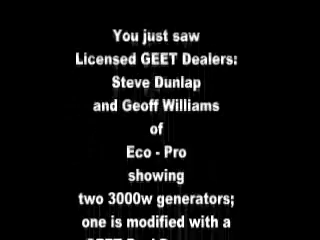 You just saw
Licensed GEET Dealers:
Steve Dunlap
and Geoff Williams
of
Eco - Pro
showing
two 3000w generators;
one is modified with a
GEET